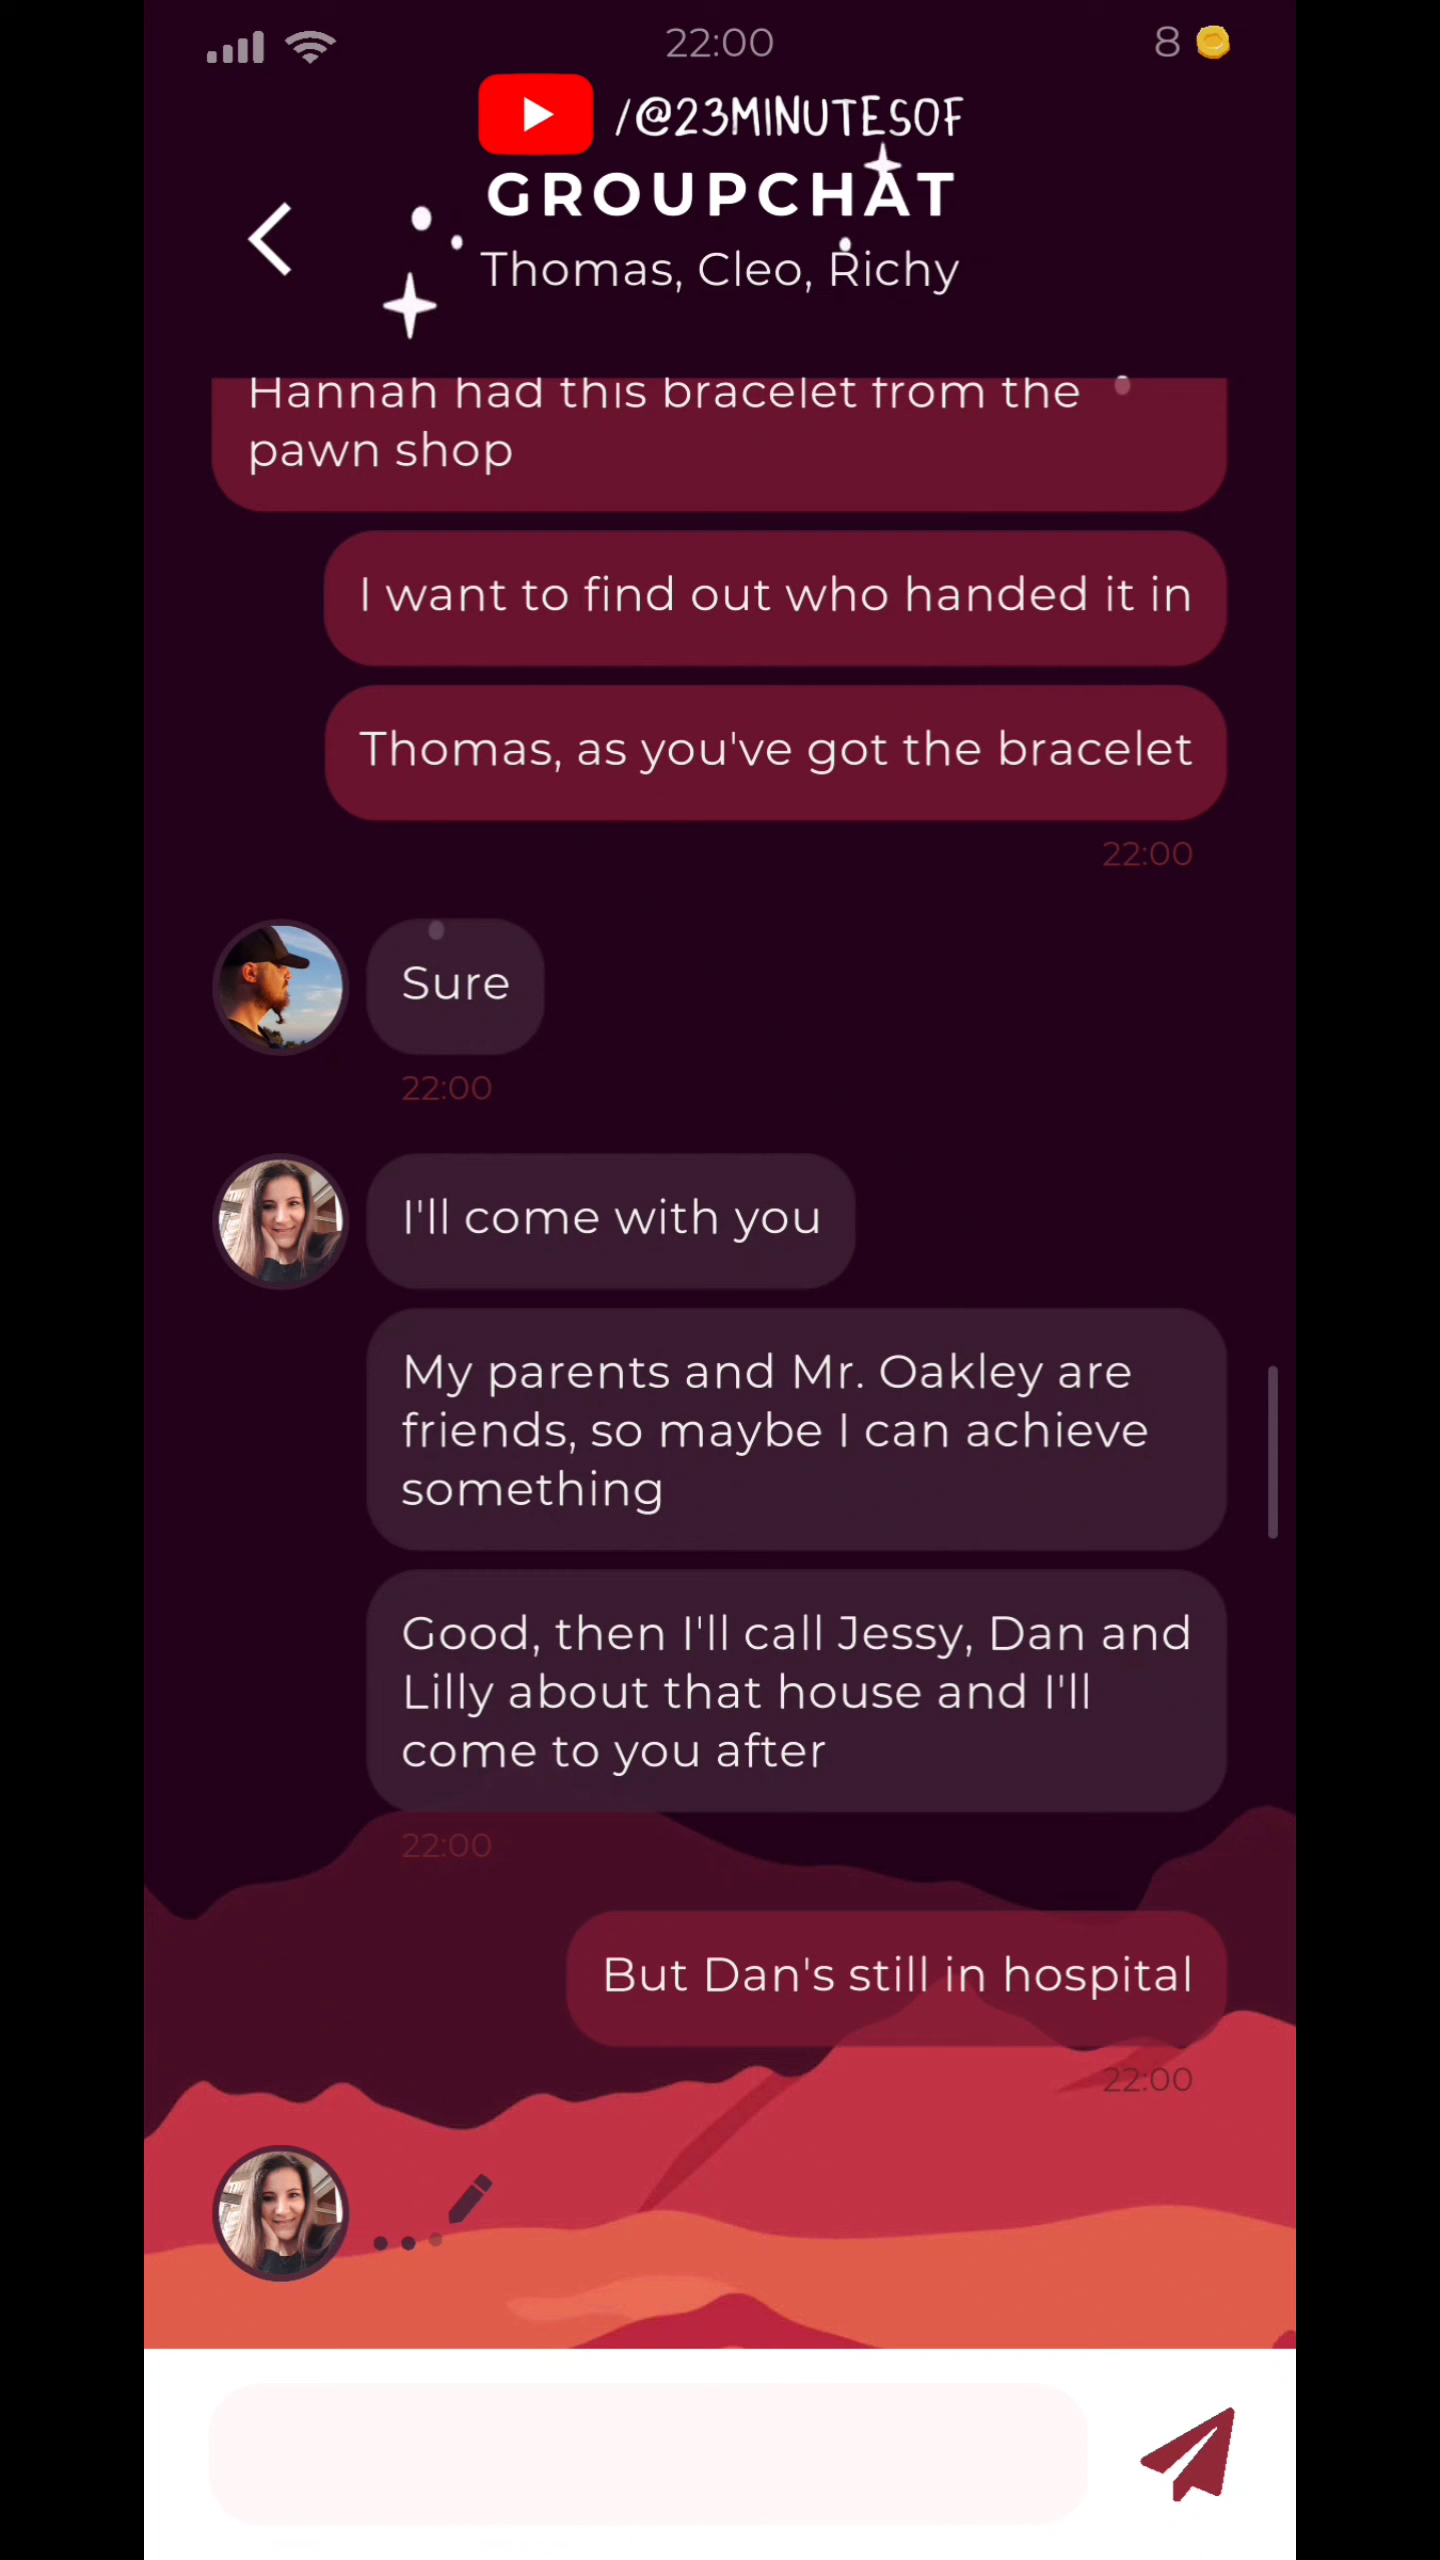 22:00
8
/@23MINUTESOF
GROUPCHAT
Thomas, Cleo, Richy
Hannah had this bracelet from the
pawn shop
I want to find out who handed it in
Thomas, as you've got the bracelet
22:00
Sure
22:00
I'll come with you
My parents and Mr. Oakley are
friends, so maybe I can achieve
something
Good, then I'll call Jessy, Dan and
Lilly about that house and I'll
come to you after
22:00
But Dan's still in hospital
22:00